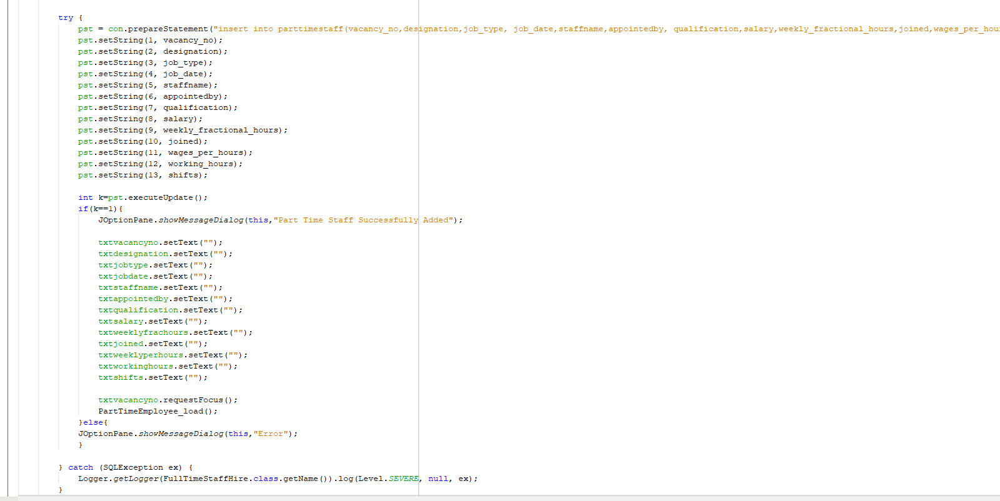 try {
pst = con.prepareStatement("insert into parttimestaff(vacancy_no,designation,job_type, job_date,staffname,appointedby, qualification,salary,weekly_fractional_hours,joined,wages_per_hou
pst.setString(1, vacancy_no);
pst.setString(2, designation);
pst.setString(3, job_type);
pst.setString(4, job_date);
pst.setString(5, staffname);
pst.setString(6, appointedby);
pst.setString(7, qualification);
pst.setString(8, salary);
pst.setString(9, weekly_fractional_hours);
pst.setString(10, joined);
pst.setString(11, wages_per_hours);
pst.setString(12, working_hours);
pst.setString(13, shifts);
int k=pst.executeUpdate();
if(k==1){
JOptionPane.showMessageDialog(this,"Part Time Staff Successfully Added");
txtvacancyno.setText("");
txtdesignation.setText("");
txtjobtype.setText("");
txtjobdate.setText("");
txtstaffname.setText("");
txtappointedby.setText("");
txtqualification.setText("");
txtsalary.setText("");
txtweeklyfrachours.setText("");
txtjoined.setText("");
txtweeklyperhours.setText("");
txtworkinghours.setText("");
txtshifts.setText("");
txtvacancyno.requestFocus();
PartTimeEmployee_load();
}else{
JOptionPane.showMessageDialog(this,"Error");
}
} catch (SQLException ex) {
Logger.getLogger(FullTimeStaffHire.class.getName()).log(Level.SEVERE, null, ex);
}